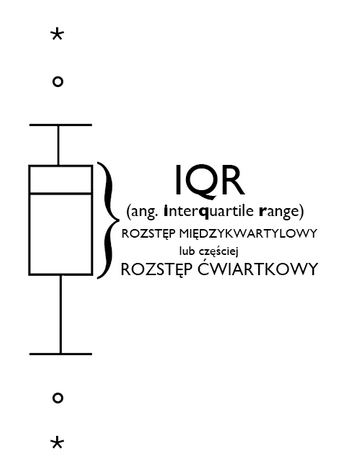 IQR
(ang. interquartile range)
ROZSTĘP MIĘDZYKWARTYLOWY
lub częściej
ROZSTĘP ĆWIARTKOWY